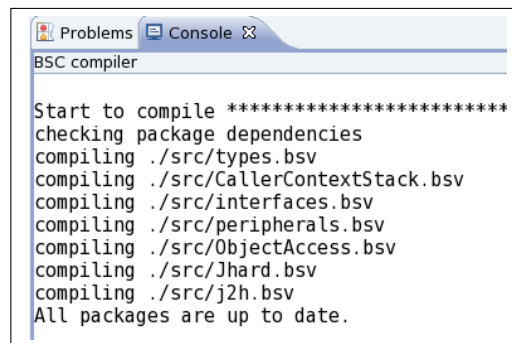 Problems Console
BSC compiler
Start to compile *************************
checking package dependencies
compiling ./src/types.bsv
compiling ./src/CallerContextStack.bsv
compiling ./src/interfaces.bsv
compiling ./src/peripherals.bsv
compiling ./src/ObjectAccess.bsv
compiling ./src/Jhard.bsv
compiling ./src/j2h.bsv
All packages are up to date.